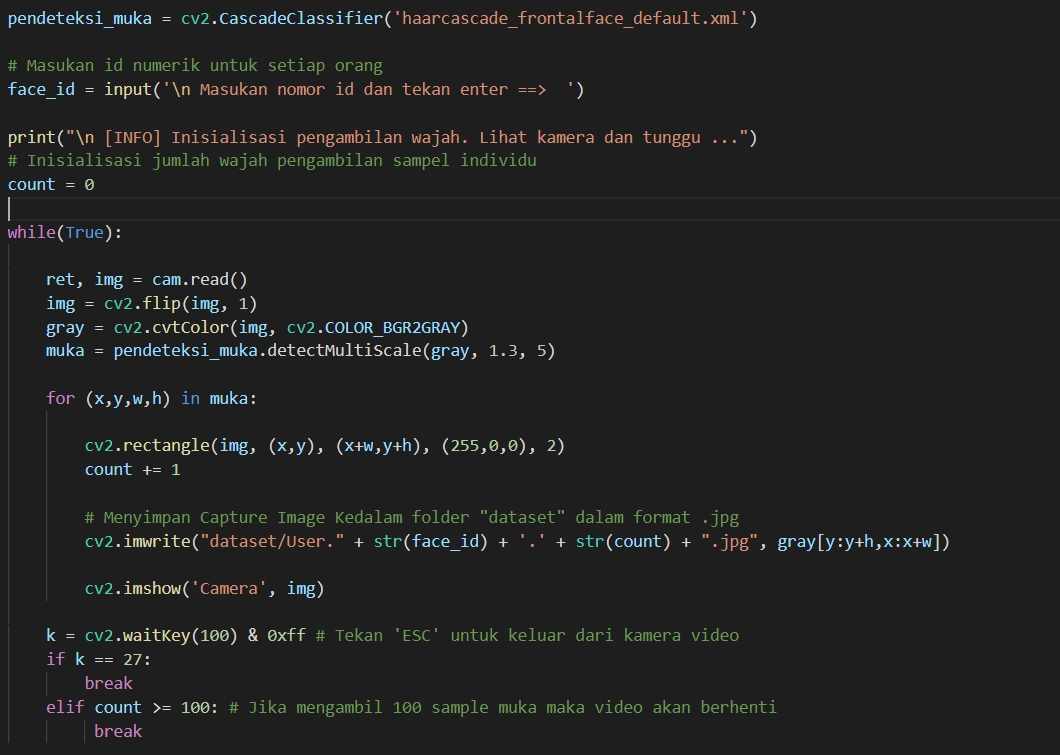 pendeteksi_muka = cv2.CascadeClassifier('haarcascade_frontalface_default.xml')
# Masukan id numerik untuk setiap orang
face_id = input('\n Masukan nomor id dan tekan enter ==>  ')
print("\n [INFO] Inisialisasi pengambilan wajah. Lihat kamera dan tunggu ...")
# Inisialisasi jumlah wajah pengambilan sampel individu
count = 0
while(True):
    ret, img = cam.read()
    img = cv2.flip(img, 1)
    gray = cv2.cvtColor(img, cv2.COLOR_BGR2GRAY)
    muka = pendeteksi_muka.detectMultiScale(gray, 1.3, 5)
    for (x,y,w,h) in muka:
        cv2.rectangle(img, (x,y), (x+w,y+h), (255,0,0), 2)
        count += 1
        # Menyimpan Capture Image Kedalam folder "dataset" dalam format .jpg
        cv2.imwrite("dataset/User." + str(face_id) + '.' + str(count) + ".jpg", gray[y:y+h,x:x+w])
        cv2.imshow('Camera', img)
    k = cv2.waitKey(100) & 0xff # Tekan 'ESC' untuk keluar dari kamera video
    if k == 27:
        break
    elif count >= 100: # Jika mengambil 100 sample muka maka video akan berhenti
         break